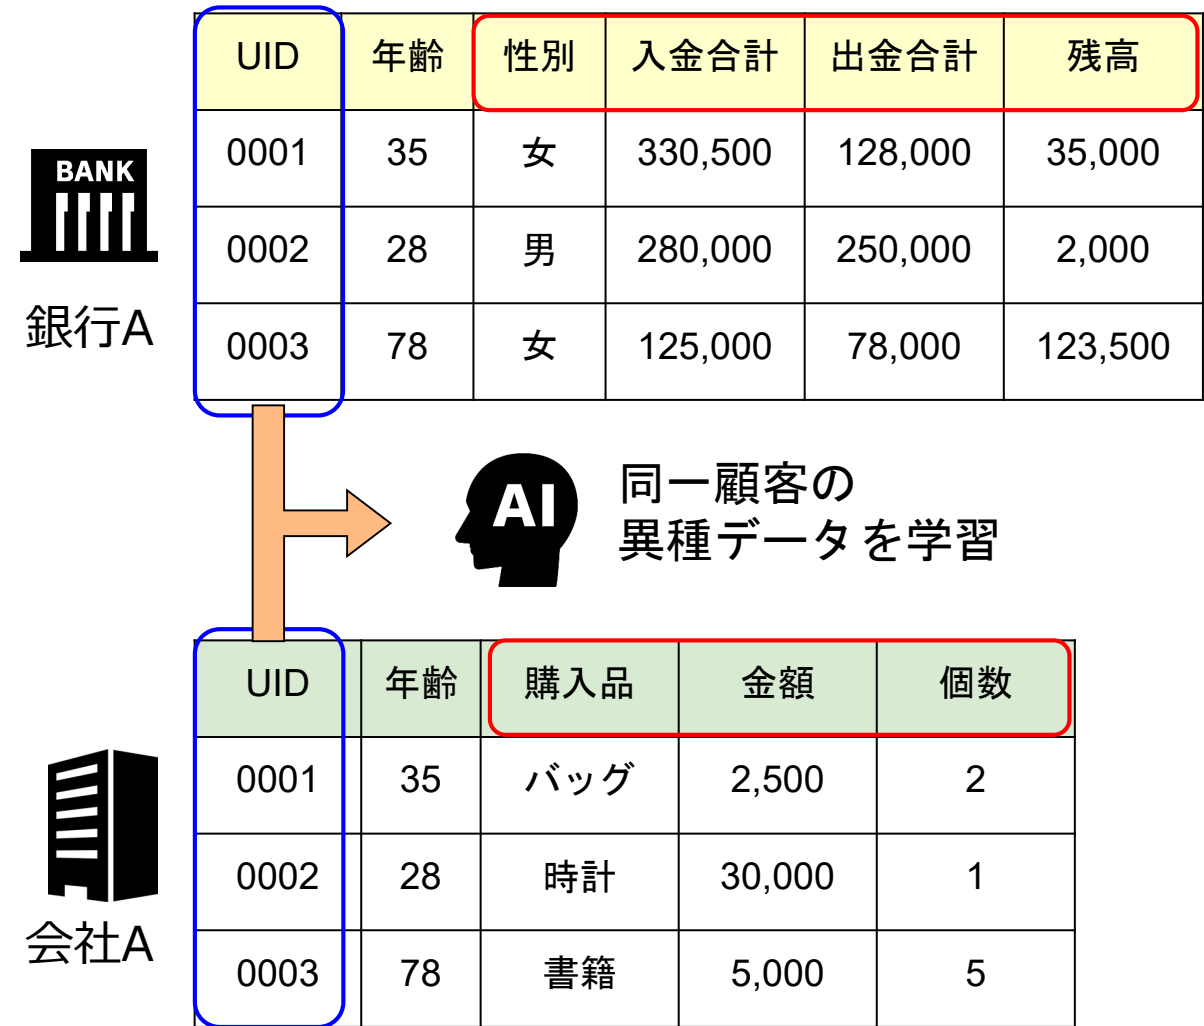 UID 年齢 性別 入金合計 出金合計 残高
0001 35 女 330,500 128,000 35,000
BANK
0002 28 男 280,000 250,000 2,000
銀行A
0003 78 女 125,000 78,000 123,500
AI
同一顧客の
異種データを学習
UID 年齢 購入品 金額 個数
0001 35 バッグ 2,500 2
0002 28 時計 30,000 1
会社A
0003 78 書籍 5,000 5